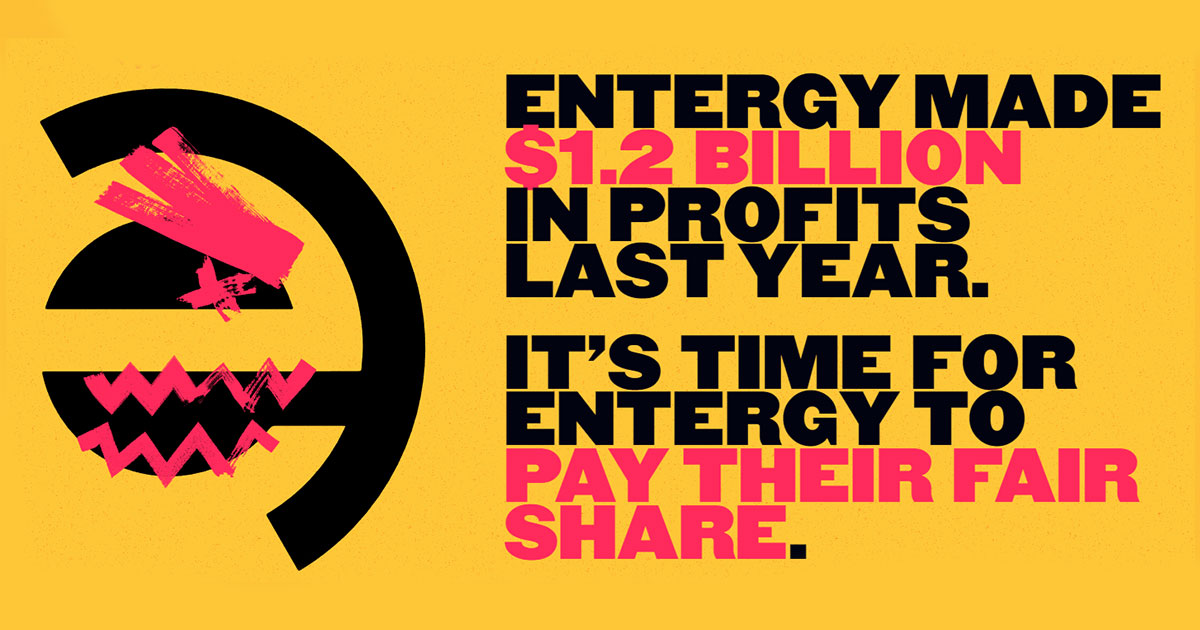 ENTERGY MADE
$1.2 BILLION
IN PROFITS
LAST YEAR.
IT’S TIME FOR
ENTERGY TO
PAY THEIR FAIR
SHARE.